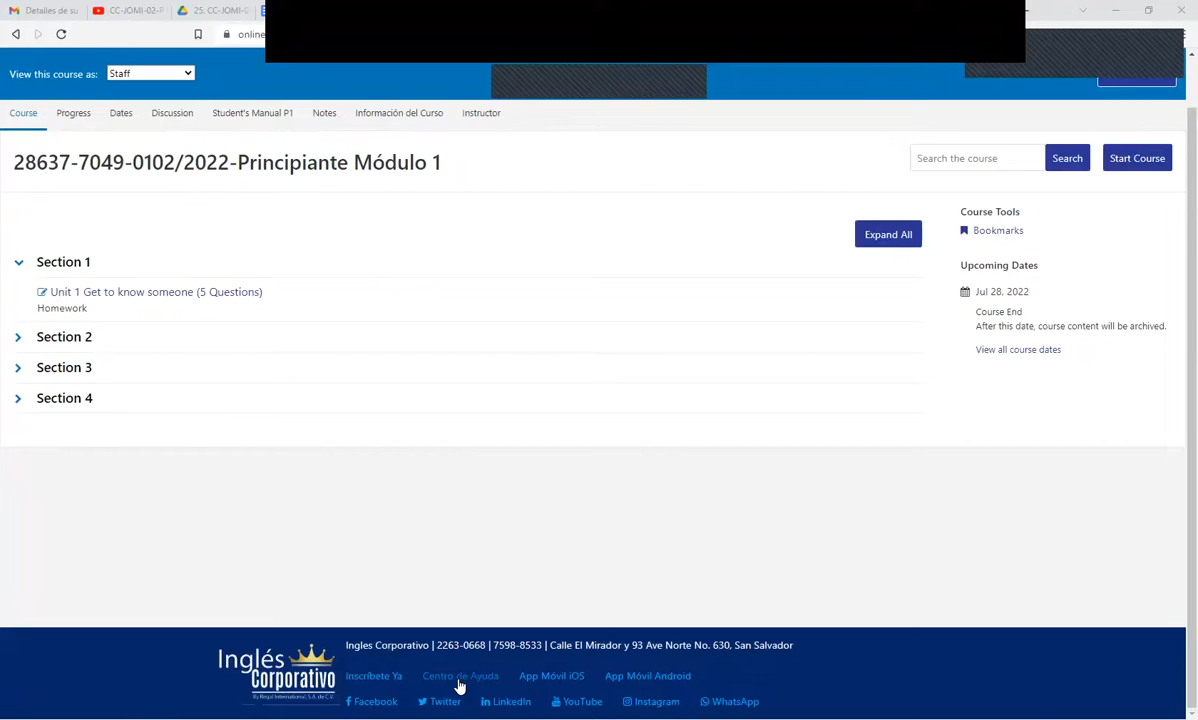 Detalles de su
CC-JOMI-02-P
25. CC-JOMI-0
online
View this course as:
Staff
Course
Progress
Dates
Discussion
Student's Manual P1
Notes
Información del Curso
Instructor
28637-7049-0102/2022-Principiante Módulo 1
Search the course
Search
Start Course
Expand All
Section 1
Unit 1 Get to know someone (5 Questions)
Homework
Section 2
Section 3
Section 4
Course Tools
Bookmarks
Upcoming Dates
Jul 28, 2022
Course End
After this date, course content will be archived.
View all course dates
Inglés
Corporativo
By Regal International, S.A. de C.V.
Ingles Corporativo | 2263-0668 | 7598-8533 | Calle El Mirador y 93 Ave Norte No. 630, San Salvador
Inscríbete Ya
Centro de Ayuda
App Móvil iOS
App Móvil Android
Facebook
Twitter
LinkedIn
YouTube
Instagram
WhatsApp